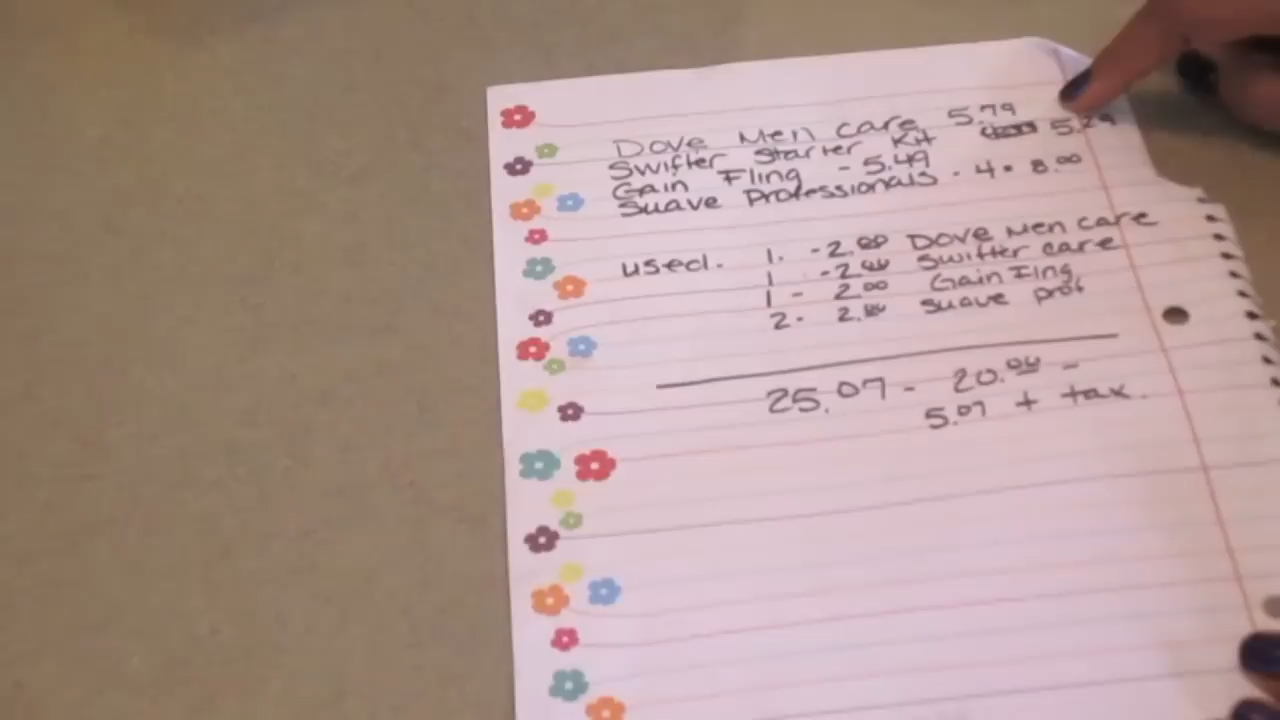 Dove Men care 5.79
Swifter Starter Kit 5.29
Gain Fling - 5.49
Suave Professionals - 4 - 8.00
used. 1. -2.00 Dove Men care
1 -2.00 Swifter care
1 - 2.00 Gain Fling
2 - 2.00 Suave prof
25.07 - 20.00 -
5.07 + tax.